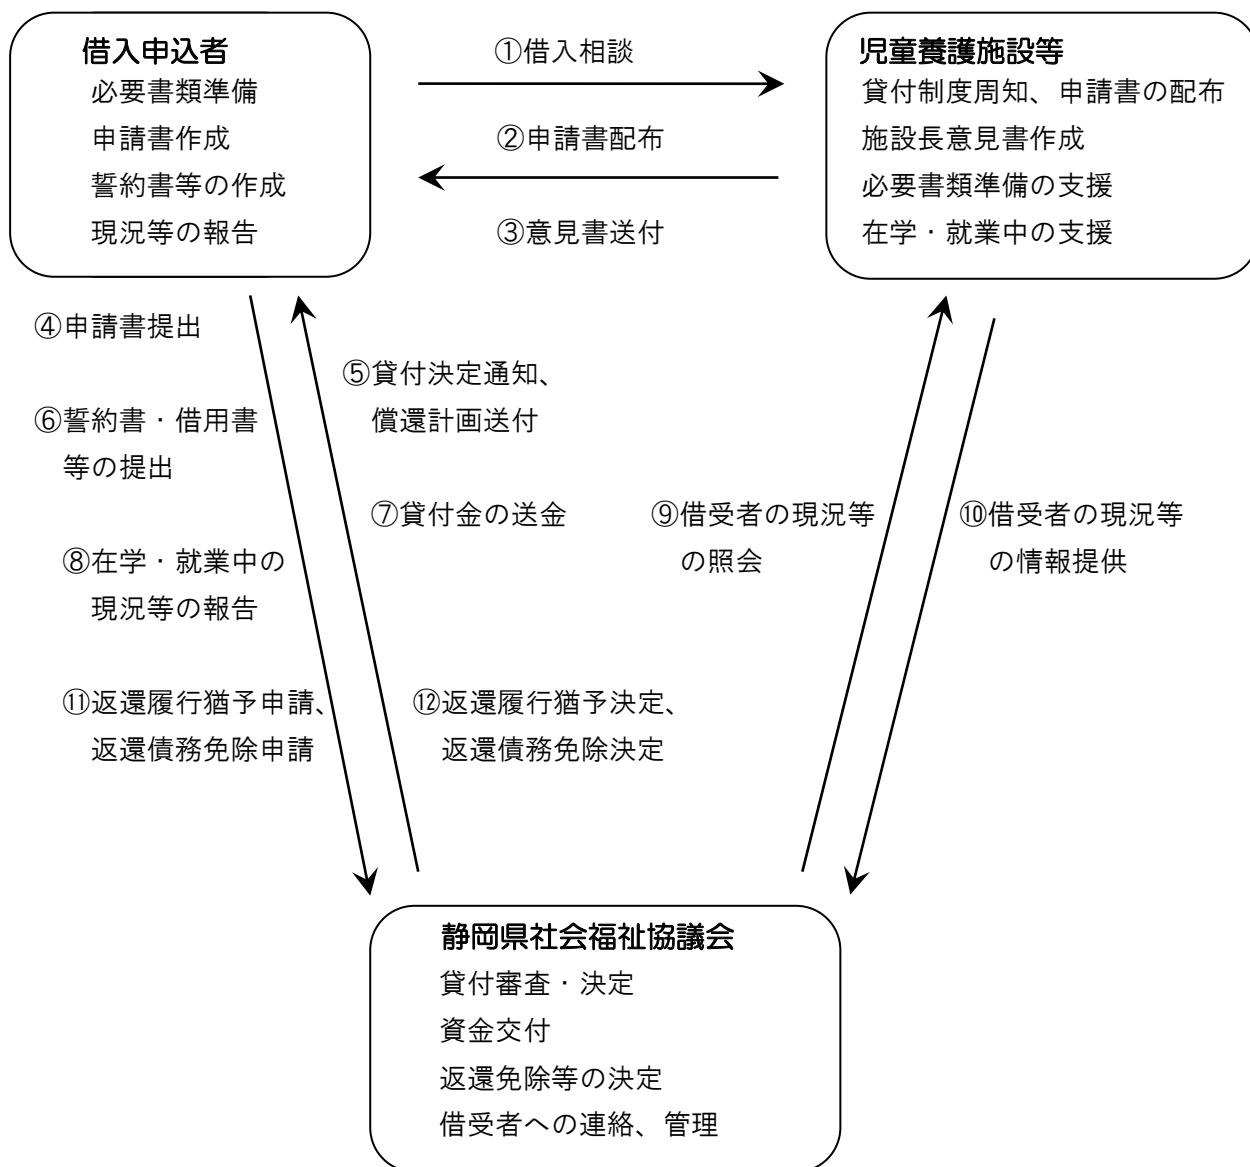 借入申込者
必要書類準備
申請書作成
誓約書等の作成
現況等の報告
①借入相談
②申請書配布
③意見書送付
児童養護施設等
貸付制度周知、申請書の配布
施設長意見書作成
必要書類準備の支援
在学・就業中の支援
④申請書提出
⑤貸付決定通知、
償還計画送付
⑥誓約書・借用書
等の提出
⑦貸付金の送金
⑧在学・就業中の
現況等の報告
⑨借受者の現況等
の照会
⑩借受者の現況等
の情報提供
⑪返還履行猶予申請、
返還債務免除申請
⑫返還履行猶予決定、
返還債務免除決定
静岡県社会福祉協議会
貸付審査・決定
資金交付
返還免除等の決定
借受者への連絡、管理